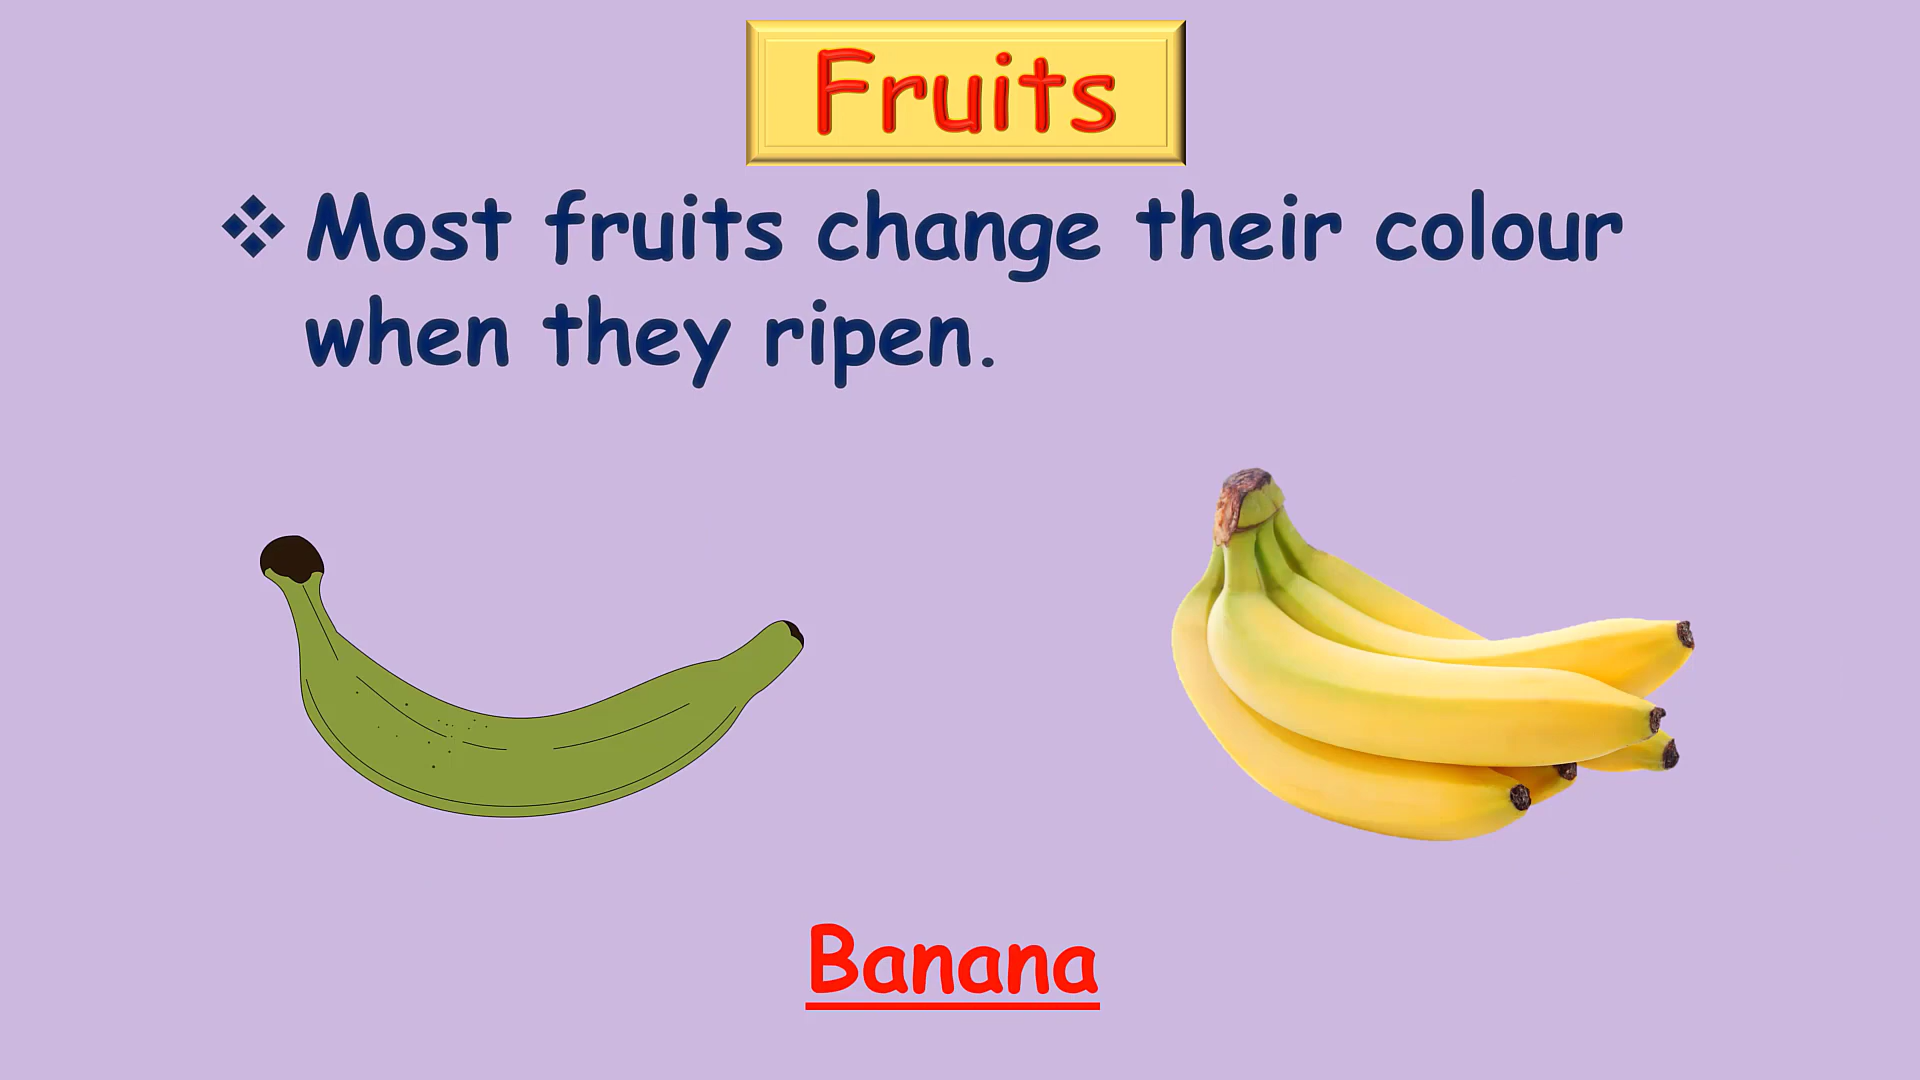 Fruits
❖ Most fruits change their colour
when they ripen.
Banana